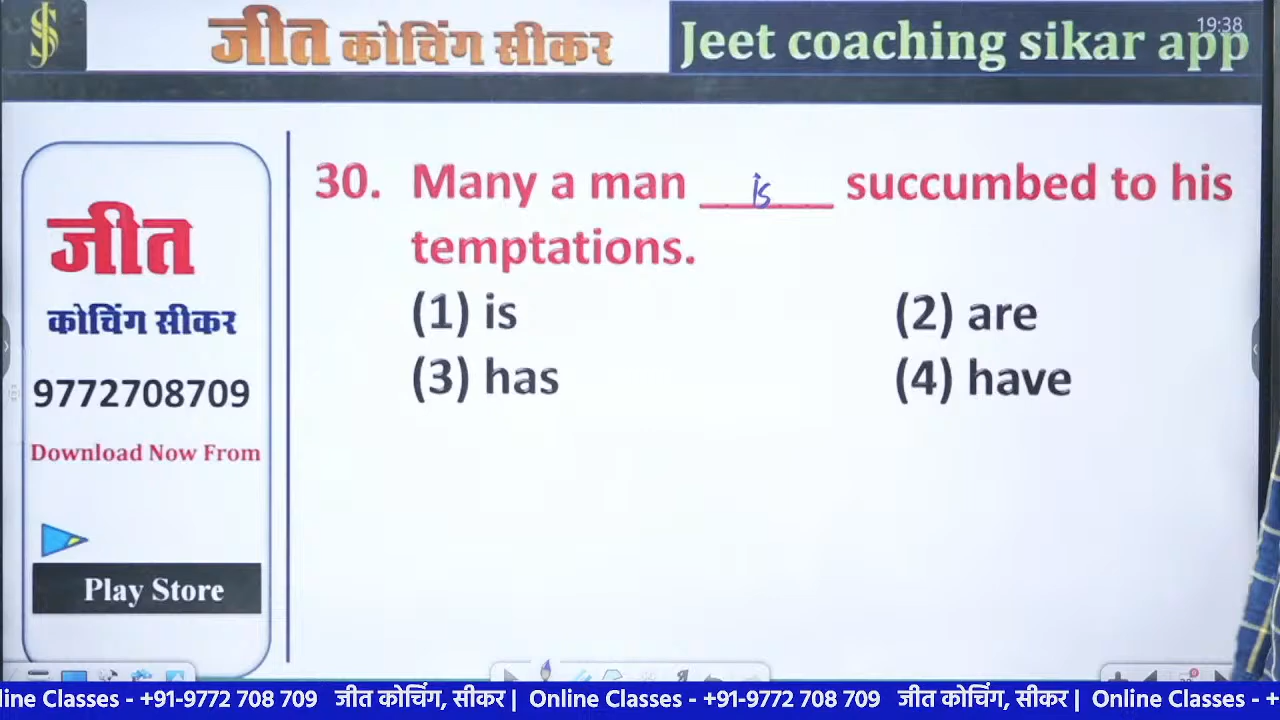 $
जीत कोचिंग सीकर
Jeet coaching sikar app
19:38
जीत
कोचिंग सीकर
9772708709
Download Now From
Play Store
30. Many a man is succumbed to his
temptations.
(1) is
(2) are
(3) has
(4) have
line Classes - +91-9772 708 709 जीत कोचिंग, सीकर | Online Classes - +91-9772 708 709 जीत कोचिंग, सीकर | Online Classes - +